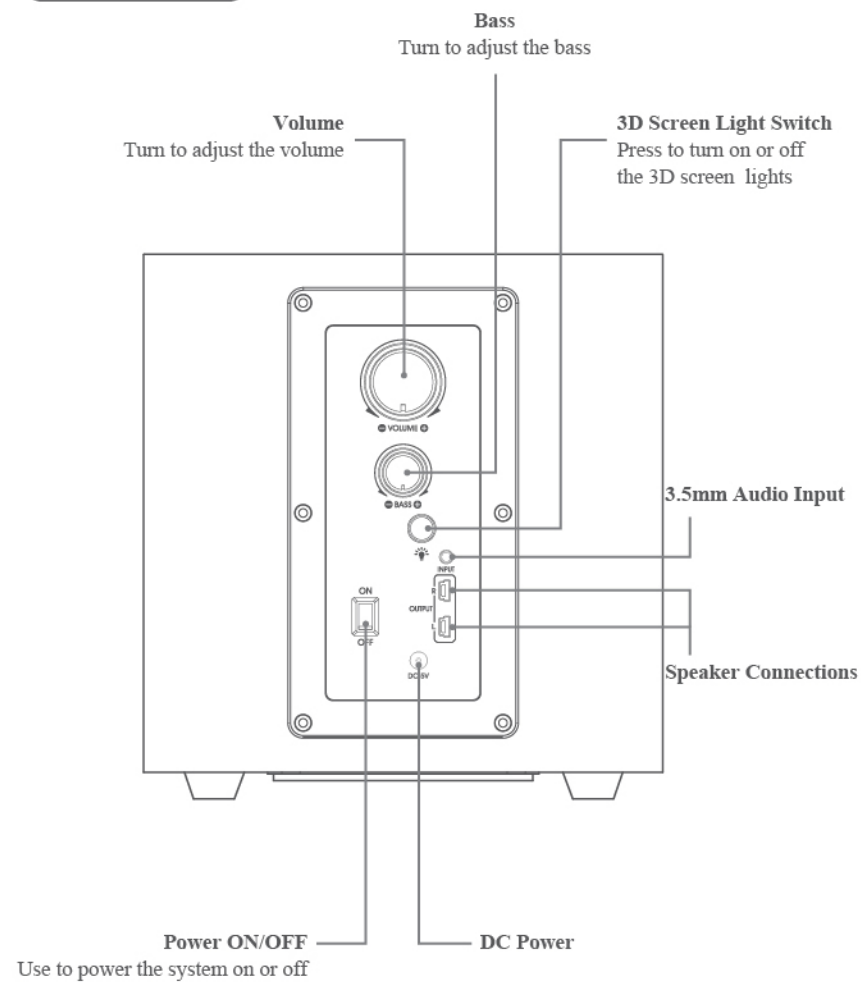 Bass
Turn to adjust the bass
Volume
Turn to adjust the volume
3D Screen Light Switch
Press to turn on or off
the 3D screen lights
VOLUME
BASS
3.5mm Audio Input
INPUT
ON
R
OUTPUT
L
OFF
Speaker Connections
DC 5V
Power ON/OFF
Use to power the system on or off
DC Power